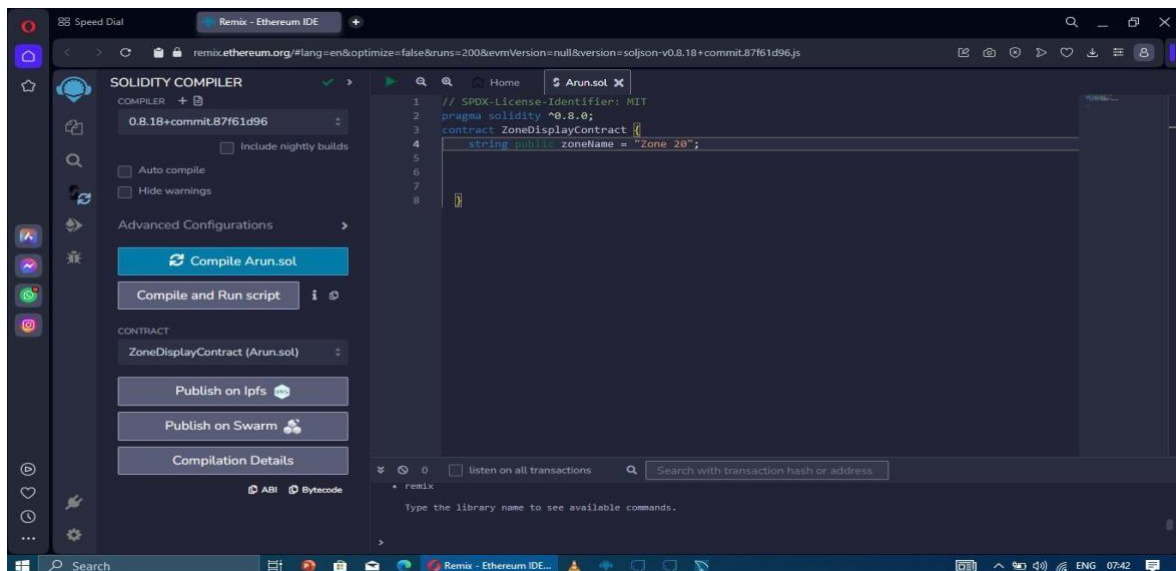 88 Speed Dial
Remix - Ethereum IDE
remix.ethereum.org/#lang=en&optimize=false&runs=200&evmVersion=null&version=soljson-v0.8.18+commit.87f61d96.js
SOLIDITY COMPILER
COMPILER
0.8.18+commit.87f61d96
Include nightly builds
Auto compile
Hide warnings
Advanced Configurations
Compile Arun.sol
Compile and Run script
CONTRACT
ZoneDisplayContract (Arun.sol)
Publish on Ipfs
Publish on Swarm
Compilation Details
ABI Bytecode
Home Arun.sol
1 // SPDX-License-Identifier: MIT
2 pragma solidity ^0.8.0;
3 contract ZoneDisplayContract {
4 string public zoneName = "Zone 20";
5
6
7
8 }
0 listen on all transactions Search with transaction hash or address
• remix
Type the library name to see available commands.
>
Search
Remix - Ethereum IDE...
ENG 07:42